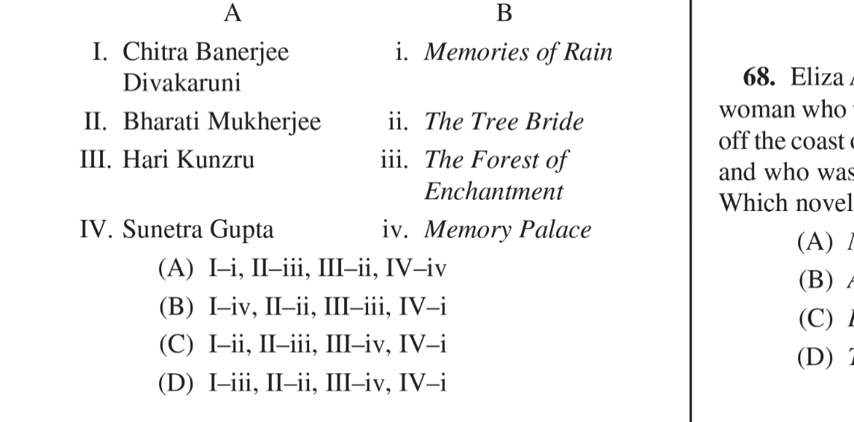 A B
I. Chitra Banerjee i. Memories of Rain
Divakaruni
II. Bharati Mukherjee ii. The Tree Bride
III. Hari Kunzru iii. The Forest of
Enchantment
IV. Sunetra Gupta iv. Memory Palace
(A) I–i, II–iii, III–ii, IV–iv
(B) I–iv, II–ii, III–iii, IV–i
(C) I–ii, II–iii, III–iv, IV–i
(D) I–iii, II–ii, III–iv, IV–i
68. Eliza
woman who
off the coast
and who was
Which novel
(A)
(B)
(C)
(D)